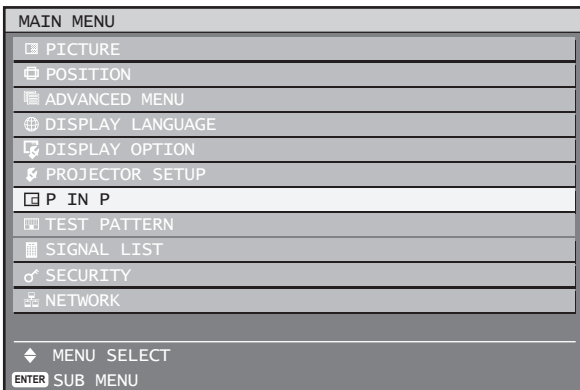 MAIN MENU
PICTURE
POSITION
ADVANCED MENU
DISPLAY LANGUAGE
DISPLAY OPTION
PROJECTOR SETUP
P IN P
TEST PATTERN
SIGNAL LIST
SECURITY
NETWORK
MENU SELECT
ENTER SUB MENU